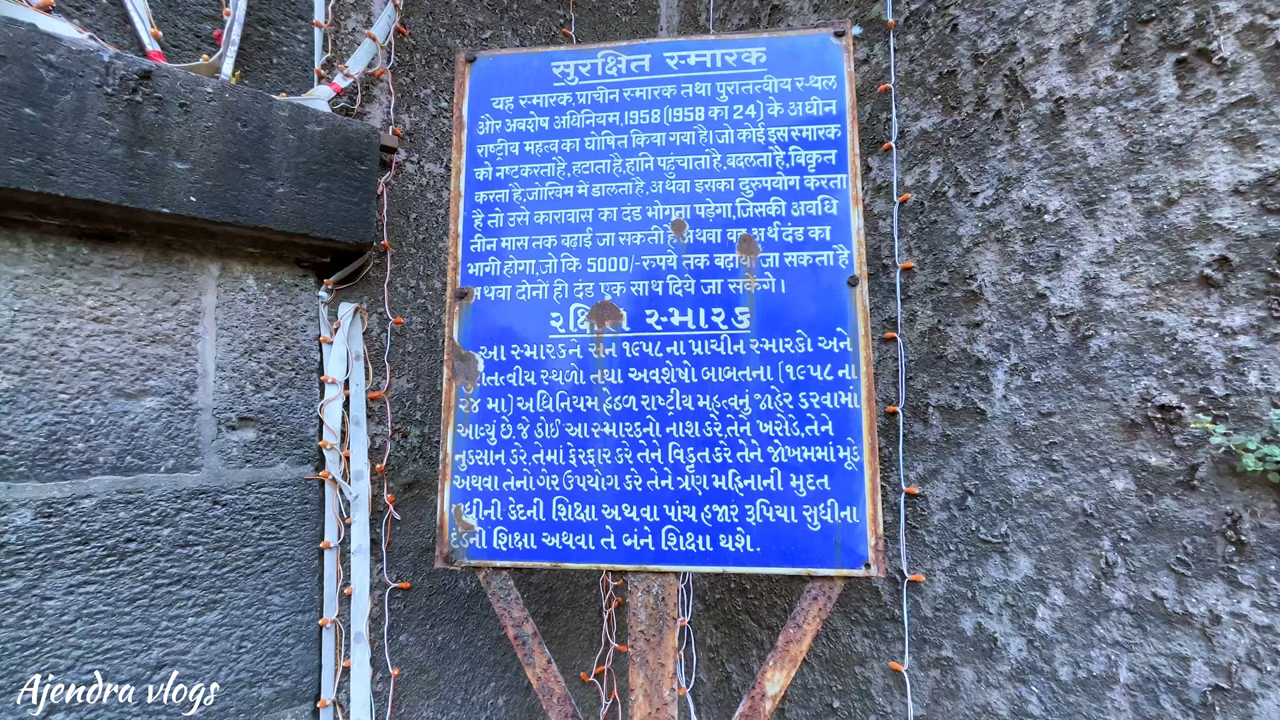 सुरक्षित स्मारक
यह स्मारक,प्राचीन स्मारक तथा पुरातत्वीय स्थल
और अवशेष अधिनियम,1958 (1958 का 24) के अधीन
राष्ट्रीय महत्व का घोषित किया गया है। जो कोई इस स्मारक
को नष्ट करता है, हटाता है,हानि पहुंचाता है,बदलता है,विकृत
करता है,जोखिम में डालता है,अथवा इसका दुरुपयोग करता
है तो उसे कारावास का दंड भोगना पड़ेगा,जिसकी अवधि
तीन मास तक बढ़ाई जा सकती है अथवा वह अर्थ दंड का
भागी होगा,जो कि 5000/-रुपये तक बढ़ाया जा सकता है
अथवा दोनों ही दंड एक साथ दिये जा सकेंगे।
રક્ષિત સ્મારક
આ સ્મારકને સન ૧૯૫૮ ના પ્રાચીન સ્મારકો અને
પુરાતત્વીય સ્થળો તથા અવશેષો બાબતના (૧૯૫૮ ના
૨૪ મા) અધિનિયમ હેઠળ રાષ્ટ્રીય મહત્વનું જાહેર કરવામાં
આવ્યું છે.જે કોઈ આ સ્મારકનો નાશ કરે,તેને ખસેડે,તેને
નુકસાન કરે,તેમાં ફેરફાર કરે તેને વિકૃત કરે તેને જોખમમાં મૂકે
અથવા તેનો ગેર ઉપયોગ કરે તેને ત્રણ મહિનાની મુદત
સુધીની કેદની શિક્ષા અથવા પાંચ હજાર રૂપિયા સુધીના
દંડની શિક્ષા અથવા તે બંને શિક્ષા થશે.
Ajendra vlogs